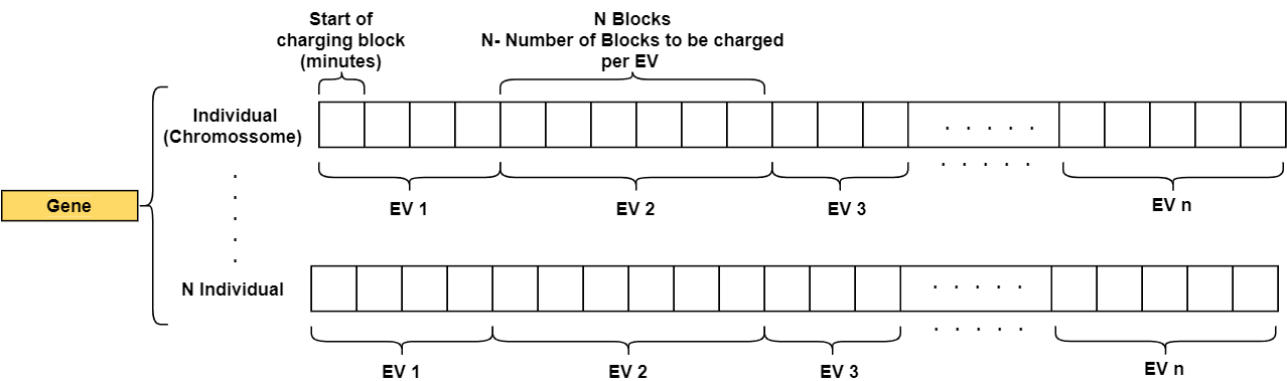 Start of
charging block
(minutes)
N Blocks
N- Number of Blocks to be charged
per EV
Individual
(Chromossome)
. . . . .
. . . . .
EV 1
EV 2
EV 3
EV n
Gene
N Individual
. . . . .
. . . . .
EV 1
EV 2
EV 3
EV n